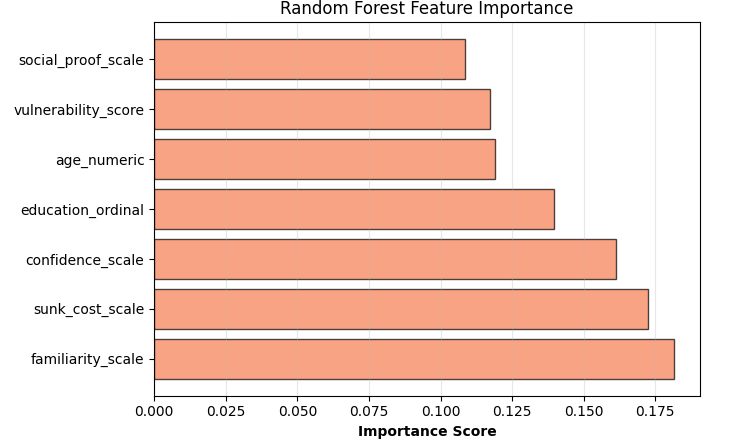 Random Forest Feature Importance
social_proof_scale
vulnerability_score
age_numeric
education_ordinal
confidence_scale
sunk_cost_scale
familiarity_scale
0.000 0.025 0.050 0.075 0.100 0.125 0.150 0.175
Importance Score